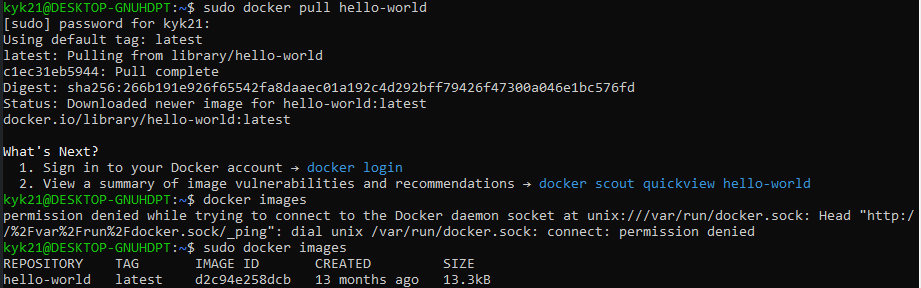 kyk21@DESKTOP-GNUHDPT:~$ sudo docker pull hello-world
[sudo] password for kyk21:
Using default tag: latest
latest: Pulling from library/hello-world
c1ec31eb5944: Pull complete
Digest: sha256:266b191e926f65542fa8daaec01a192c4d292bff79426f47300a046e1bc576fd
Status: Downloaded newer image for hello-world:latest
docker.io/library/hello-world:latest

What's Next?
  1. Sign in to your Docker account → docker login
  2. View a summary of image vulnerabilities and recommendations → docker scout quickview hello-world
kyk21@DESKTOP-GNUHDPT:~$ docker images
permission denied while trying to connect to the Docker daemon socket at unix:///var/run/docker.sock: Head "http:/
/%2Fvar%2Frun%2Fdocker.sock/_ping": dial unix /var/run/docker.sock: connect: permission denied
kyk21@DESKTOP-GNUHDPT:~$ sudo docker images
REPOSITORY    TAG       IMAGE ID       CREATED         SIZE
hello-world   latest    d2c94e258dcb   13 months ago   13.3kB